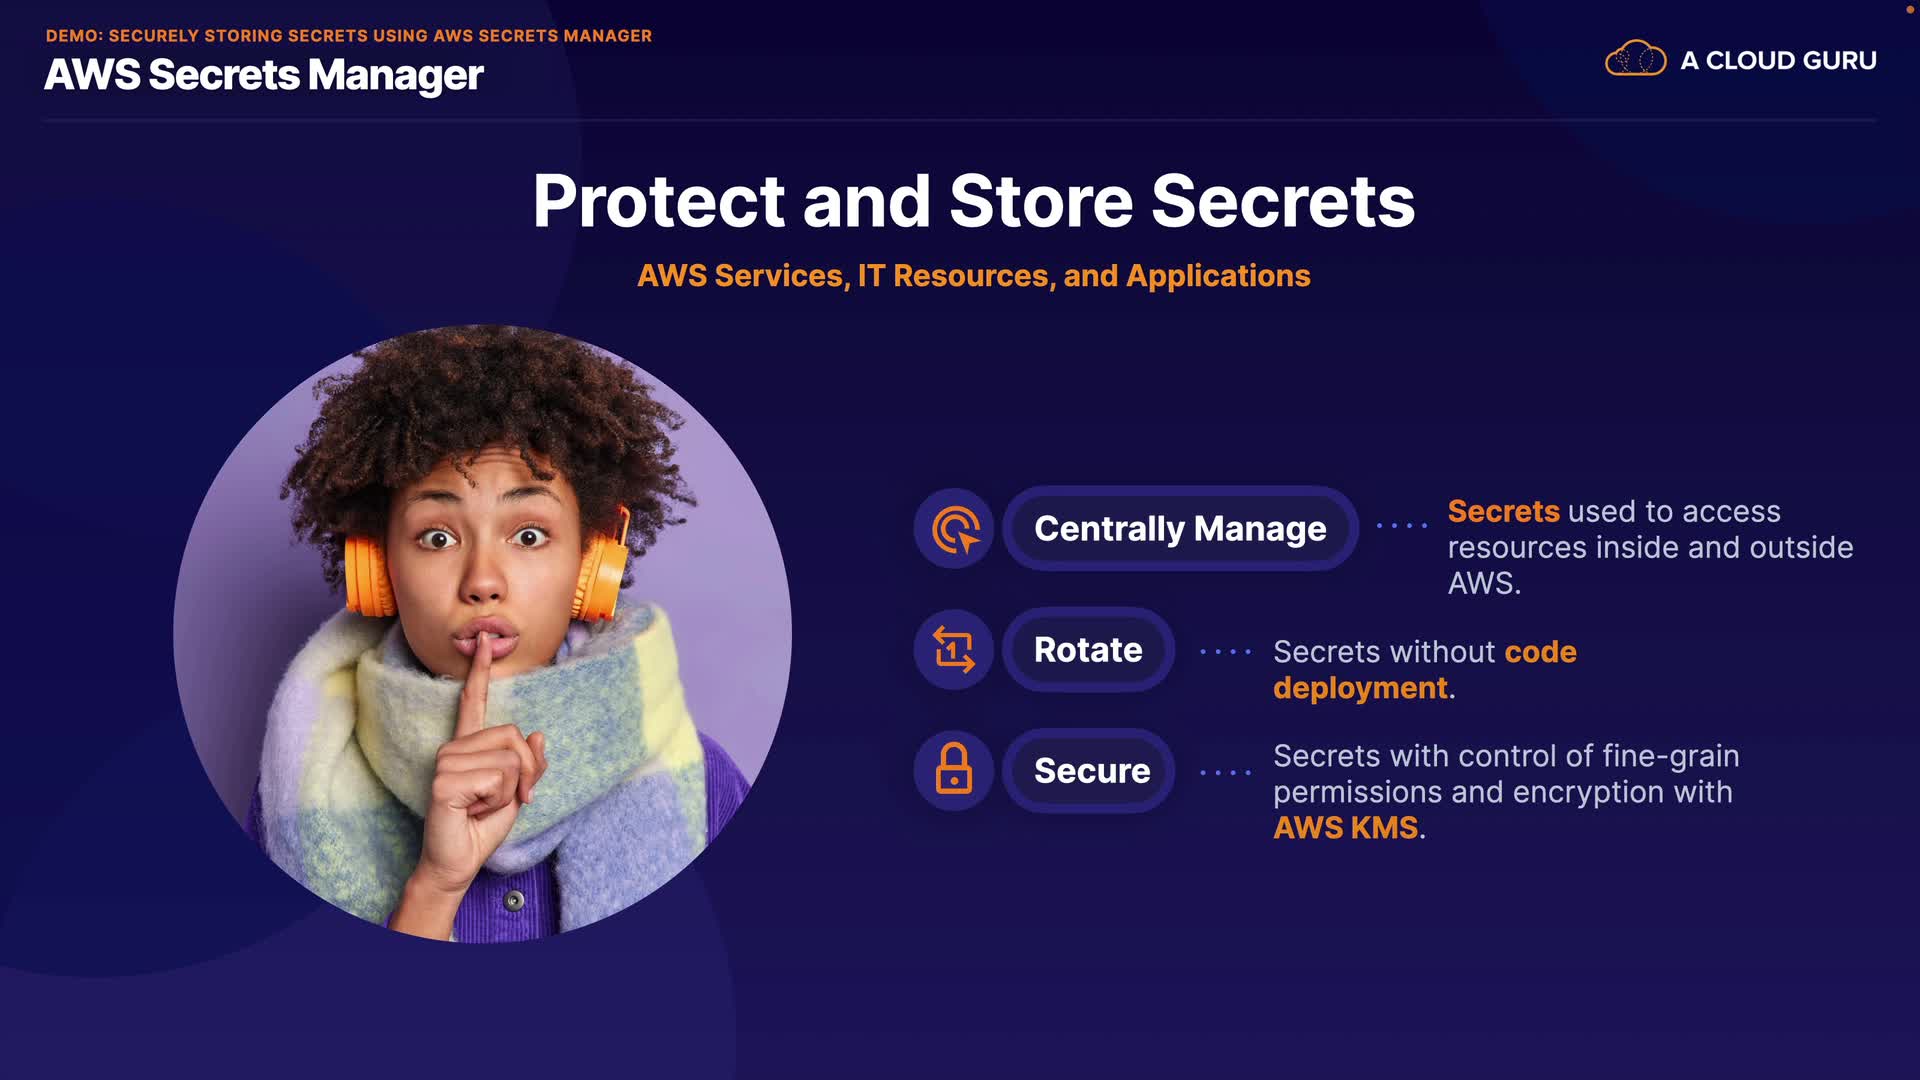 DEMO: SECURELY STORING SECRETS USING AWS SECRETS MANAGER
AWS Secrets Manager
A CLOUD GURU
Protect and Store Secrets
AWS Services, IT Resources, and Applications
Centrally Manage
Secrets used to access
resources inside and outside
AWS.
1
Rotate
Secrets without code
deployment.
Secure
Secrets with control of fine-grain
permissions and encryption with
AWS KMS.